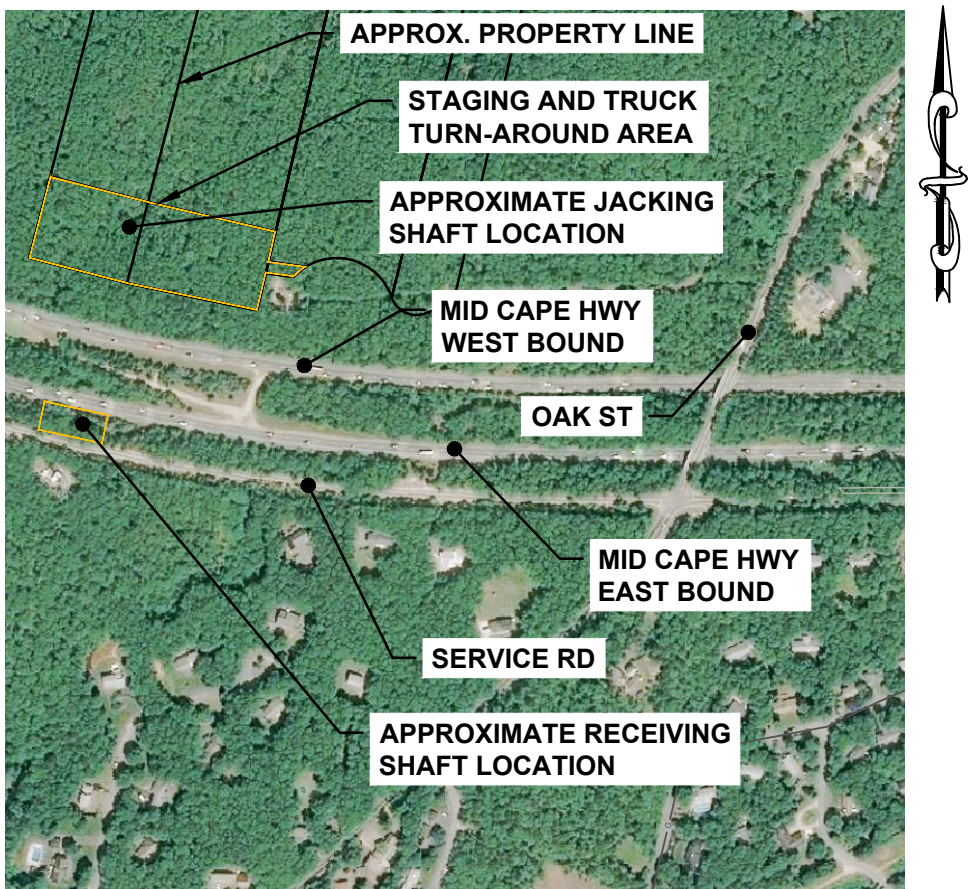 APPROX. PROPERTY LINE
STAGING AND TRUCK
TURN-AROUND AREA
APPROXIMATE JACKING
SHAFT LOCATION
MID CAPE HWY
WEST BOUND
OAK ST
MID CAPE HWY
EAST BOUND
SERVICE RD
APPROXIMATE RECEIVING
SHAFT LOCATION